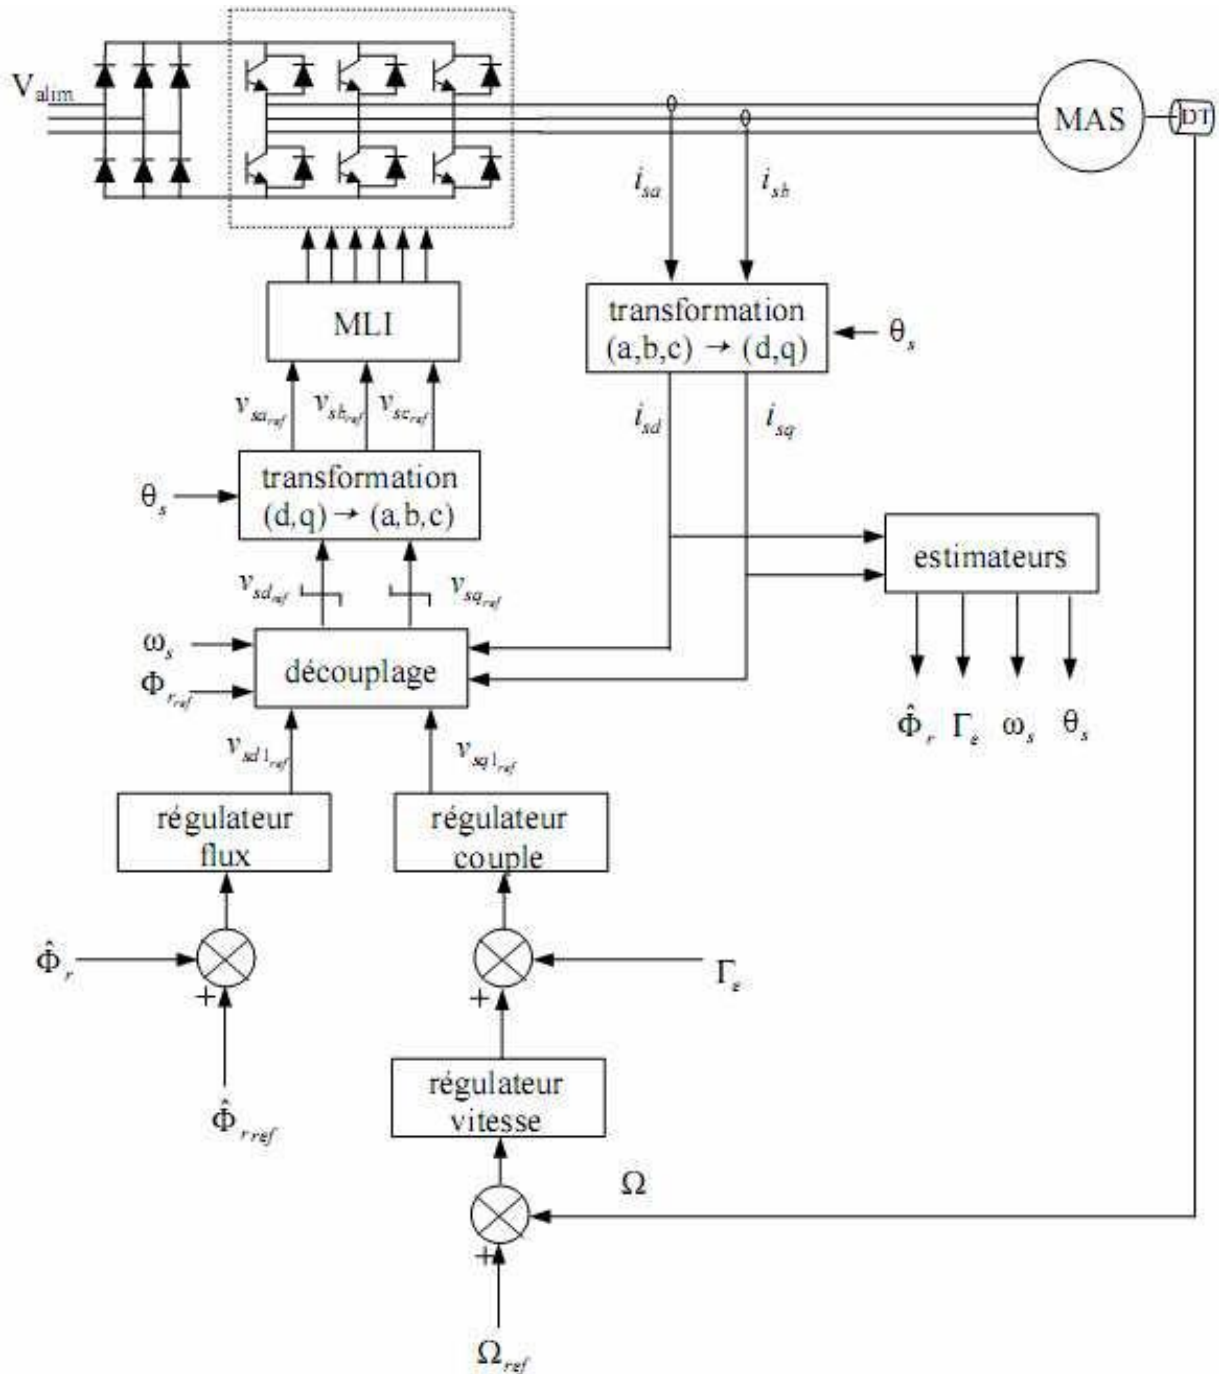 V_alim
MAS
DT
i_sa
i_sb
MLI
transformation
(a,b,c) → (d,q)
θ_s
v_sa_ref
v_sb_ref
v_sc_ref
i_sd
i_sq
transformation
(d,q) → (a,b,c)
θ_s
estimateurs
v_sd_ref
v_sq_ref
ω_s
Φ_r_ref
découplage
Φ̂_r
Γ_e
ω_s
θ_s
v_sd1_ref
v_sq1_ref
régulateur
flux
régulateur
couple
Φ̂_r
+
+
Γ_e
Φ̂_rref
régulateur
vitesse
Ω
+
Ω_ref